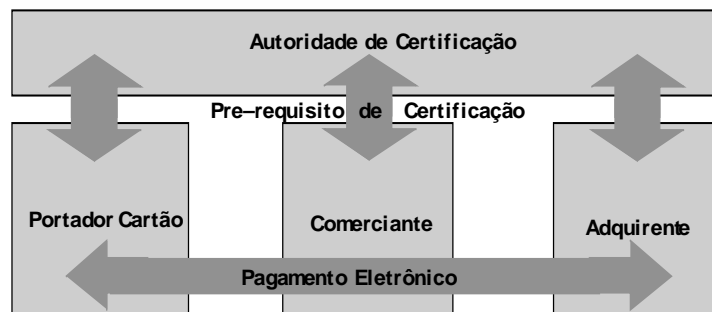 Autoridade de Certificação
Pre–requisito de Certificação
Portador Cartão
Comerciante
Adquirente
Pagamento Eletrônico